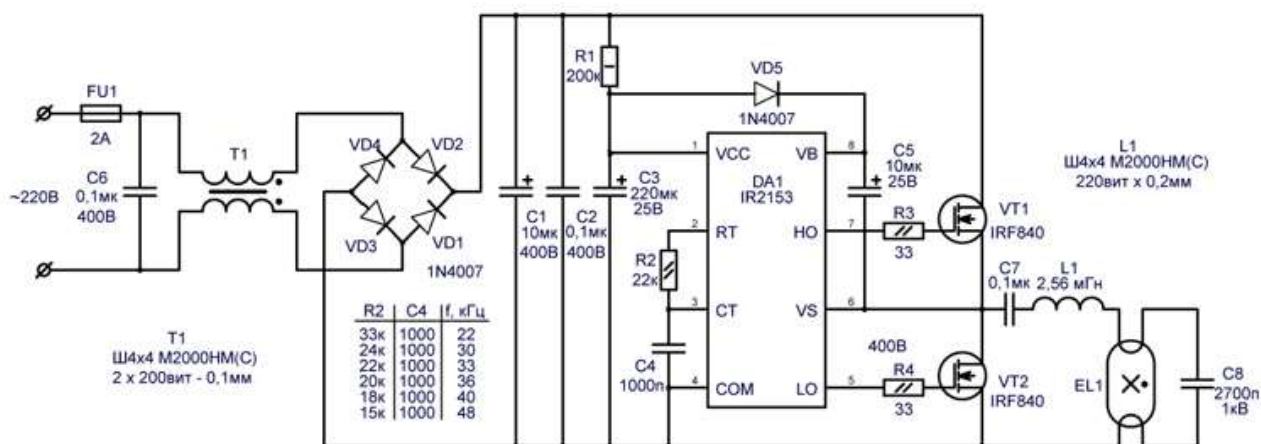 FU1
2А
~220В
C6
0,1мк
400В
T1
VD4
VD2
VD3
VD1
1N4007
C1
10мк
400В
C2
0,1мк
400В
R1
200к
C3
220мк
25В
VD5
1N4007
1
VCC
VB
8
DA1
IR2153
C5
10мк
25В
2
RT
HO
7
R3
33
VT1
IRF840
R2
22к
3
CT
VS
6
C7
0,1мк
L1
2,56 мГн
C4
1000п
400В
4
COM
LO
5
R4
33
VT2
IRF840
EL1
C8
2700п
1кВ
L1
Ш4x4 М2000НМ(С)
220вит x 0,2мм
T1
Ш4x4 М2000НМ(С)
2 x 200вит - 0,1мм
R2 C4 f, кГц
33к 1000 22
24к 1000 30
22к 1000 33
20к 1000 36
18к 1000 40
15к 1000 48